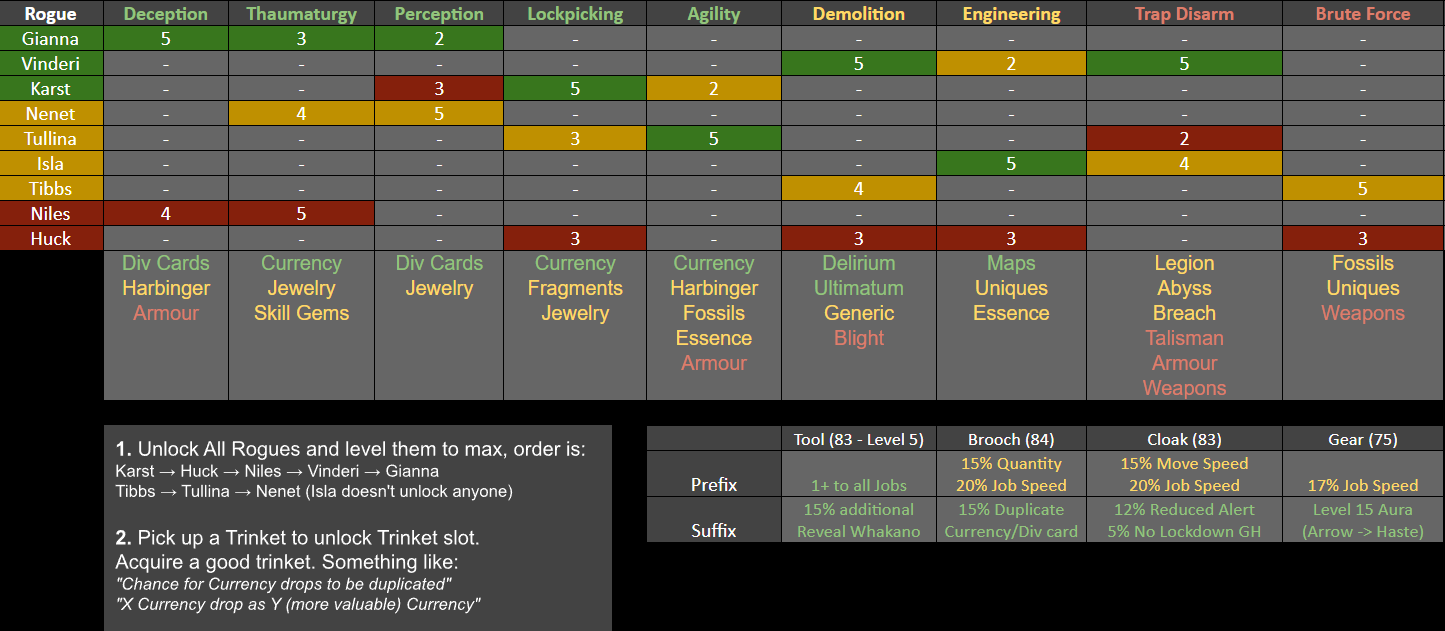 Rogue Deception Thaumaturgy Perception Lockpicking Agility Demolition Engineering Trap Disarm Brute Force
Gianna 5 3 2 - - - - - -
Vinderi - - - - - 5 2 5 -
Karst - - 3 5 2 - - - -
Nenet - 4 5 - - - - - -
Tullina - - - 3 5 - - 2 -
Isla - - - - - - 5 4 -
Tibbs - - - - - 4 - - 5
Niles 4 5 - - - - - - -
Huck - - - 3 - 3 3 - 3
Div Cards Currency Div Cards Currency Currency Delirium Maps Legion Fossils
Harbinger Jewelry Jewelry Fragments Harbinger Ultimatum Uniques Abyss Uniques
Armour Skill Gems Jewelry Fossils Generic Essence Breach Weapons
Essence Blight Talisman
Armour Armour
Weapons
1. Unlock All Rogues and level them to max, order is:
Karst → Huck → Niles → Vinderi → Gianna
Tibbs → Tullina → Nenet (Isla doesn't unlock anyone)
2. Pick up a Trinket to unlock Trinket slot.
Acquire a good trinket. Something like:
"Chance for Currency drops to be duplicated"
"X Currency drop as Y (more valuable) Currency"
Tool (83 - Level 5) Brooch (84) Cloak (83) Gear (75)
15% Quantity 15% Move Speed
Prefix 1+ to all Jobs 20% Job Speed 20% Job Speed 17% Job Speed
15% additional 15% Duplicate 12% Reduced Alert Level 15 Aura
Suffix Reveal Whakano Currency/Div card 5% No Lockdown GH (Arrow -> Haste)